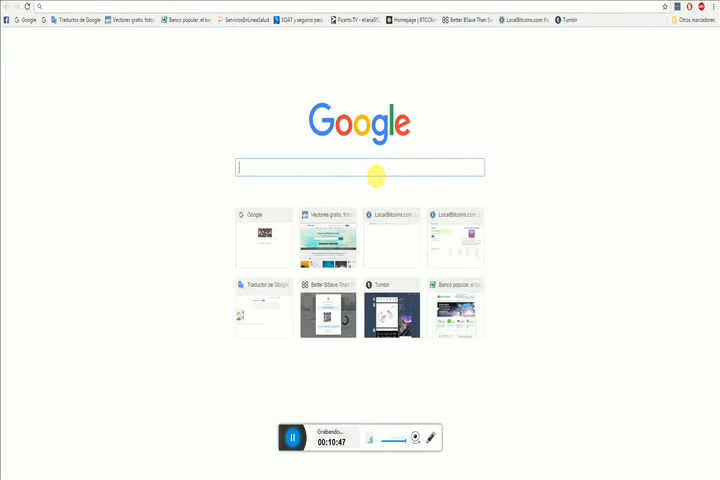 Google
Traductor de Google
Vectores gratis, foto
Banco popular, el ban
ServiciosEnLineaSalud
SOAT y seguros para
Picarto.TV - eliana55
Homepage | BTCClic
Better BSave Than So
LocalBitcoins.com: Fa
Tumblr
Otros marcadores
Google
Google
Vectores gratis, foto
LocalBitcoins.com:
LocalBitcoins.com:
Traductor de Google
Better BSave Than S
Tumblr
Banco popular, el ba
Grabando...
00:10:47